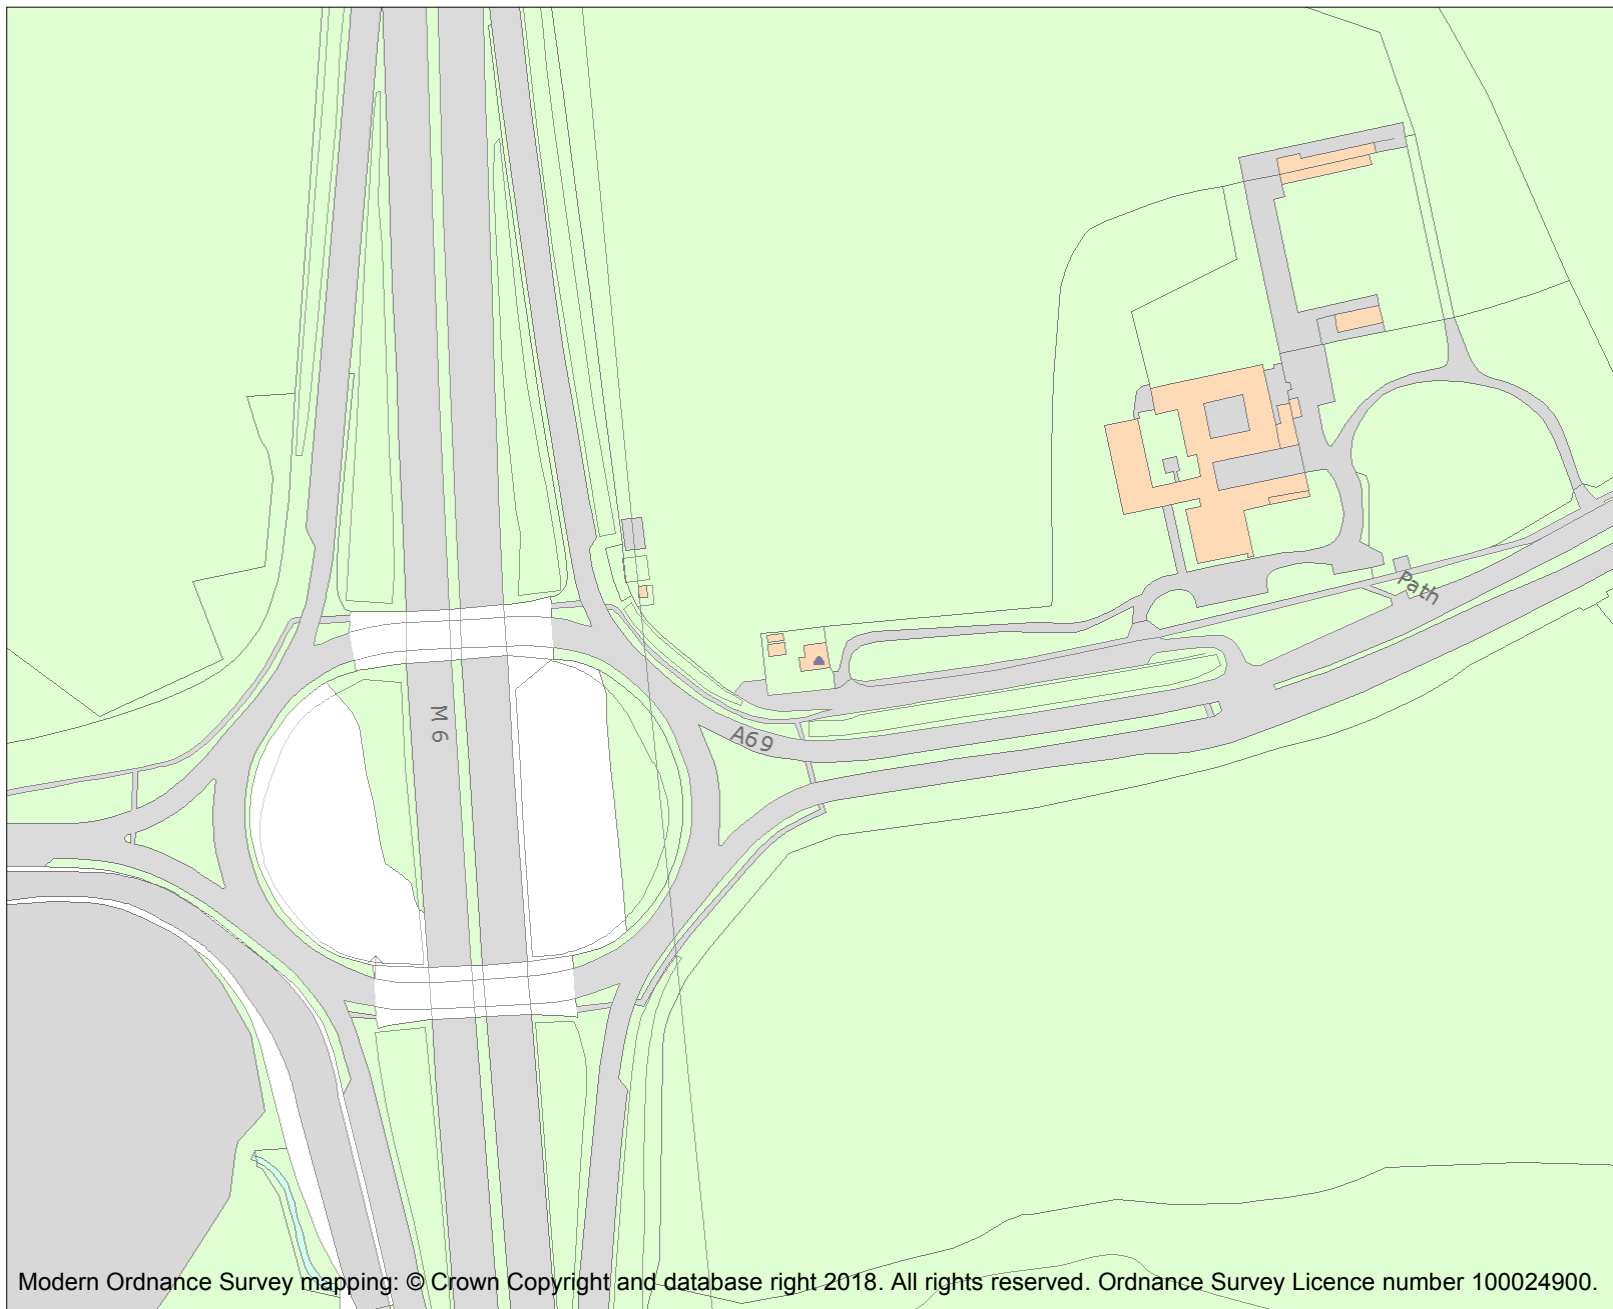 Path
M 6
A69
Modern Ordnance Survey mapping: © Crown Copyright and database right 2018. All rights reserved. Ordnance Survey Licence number 100024900.